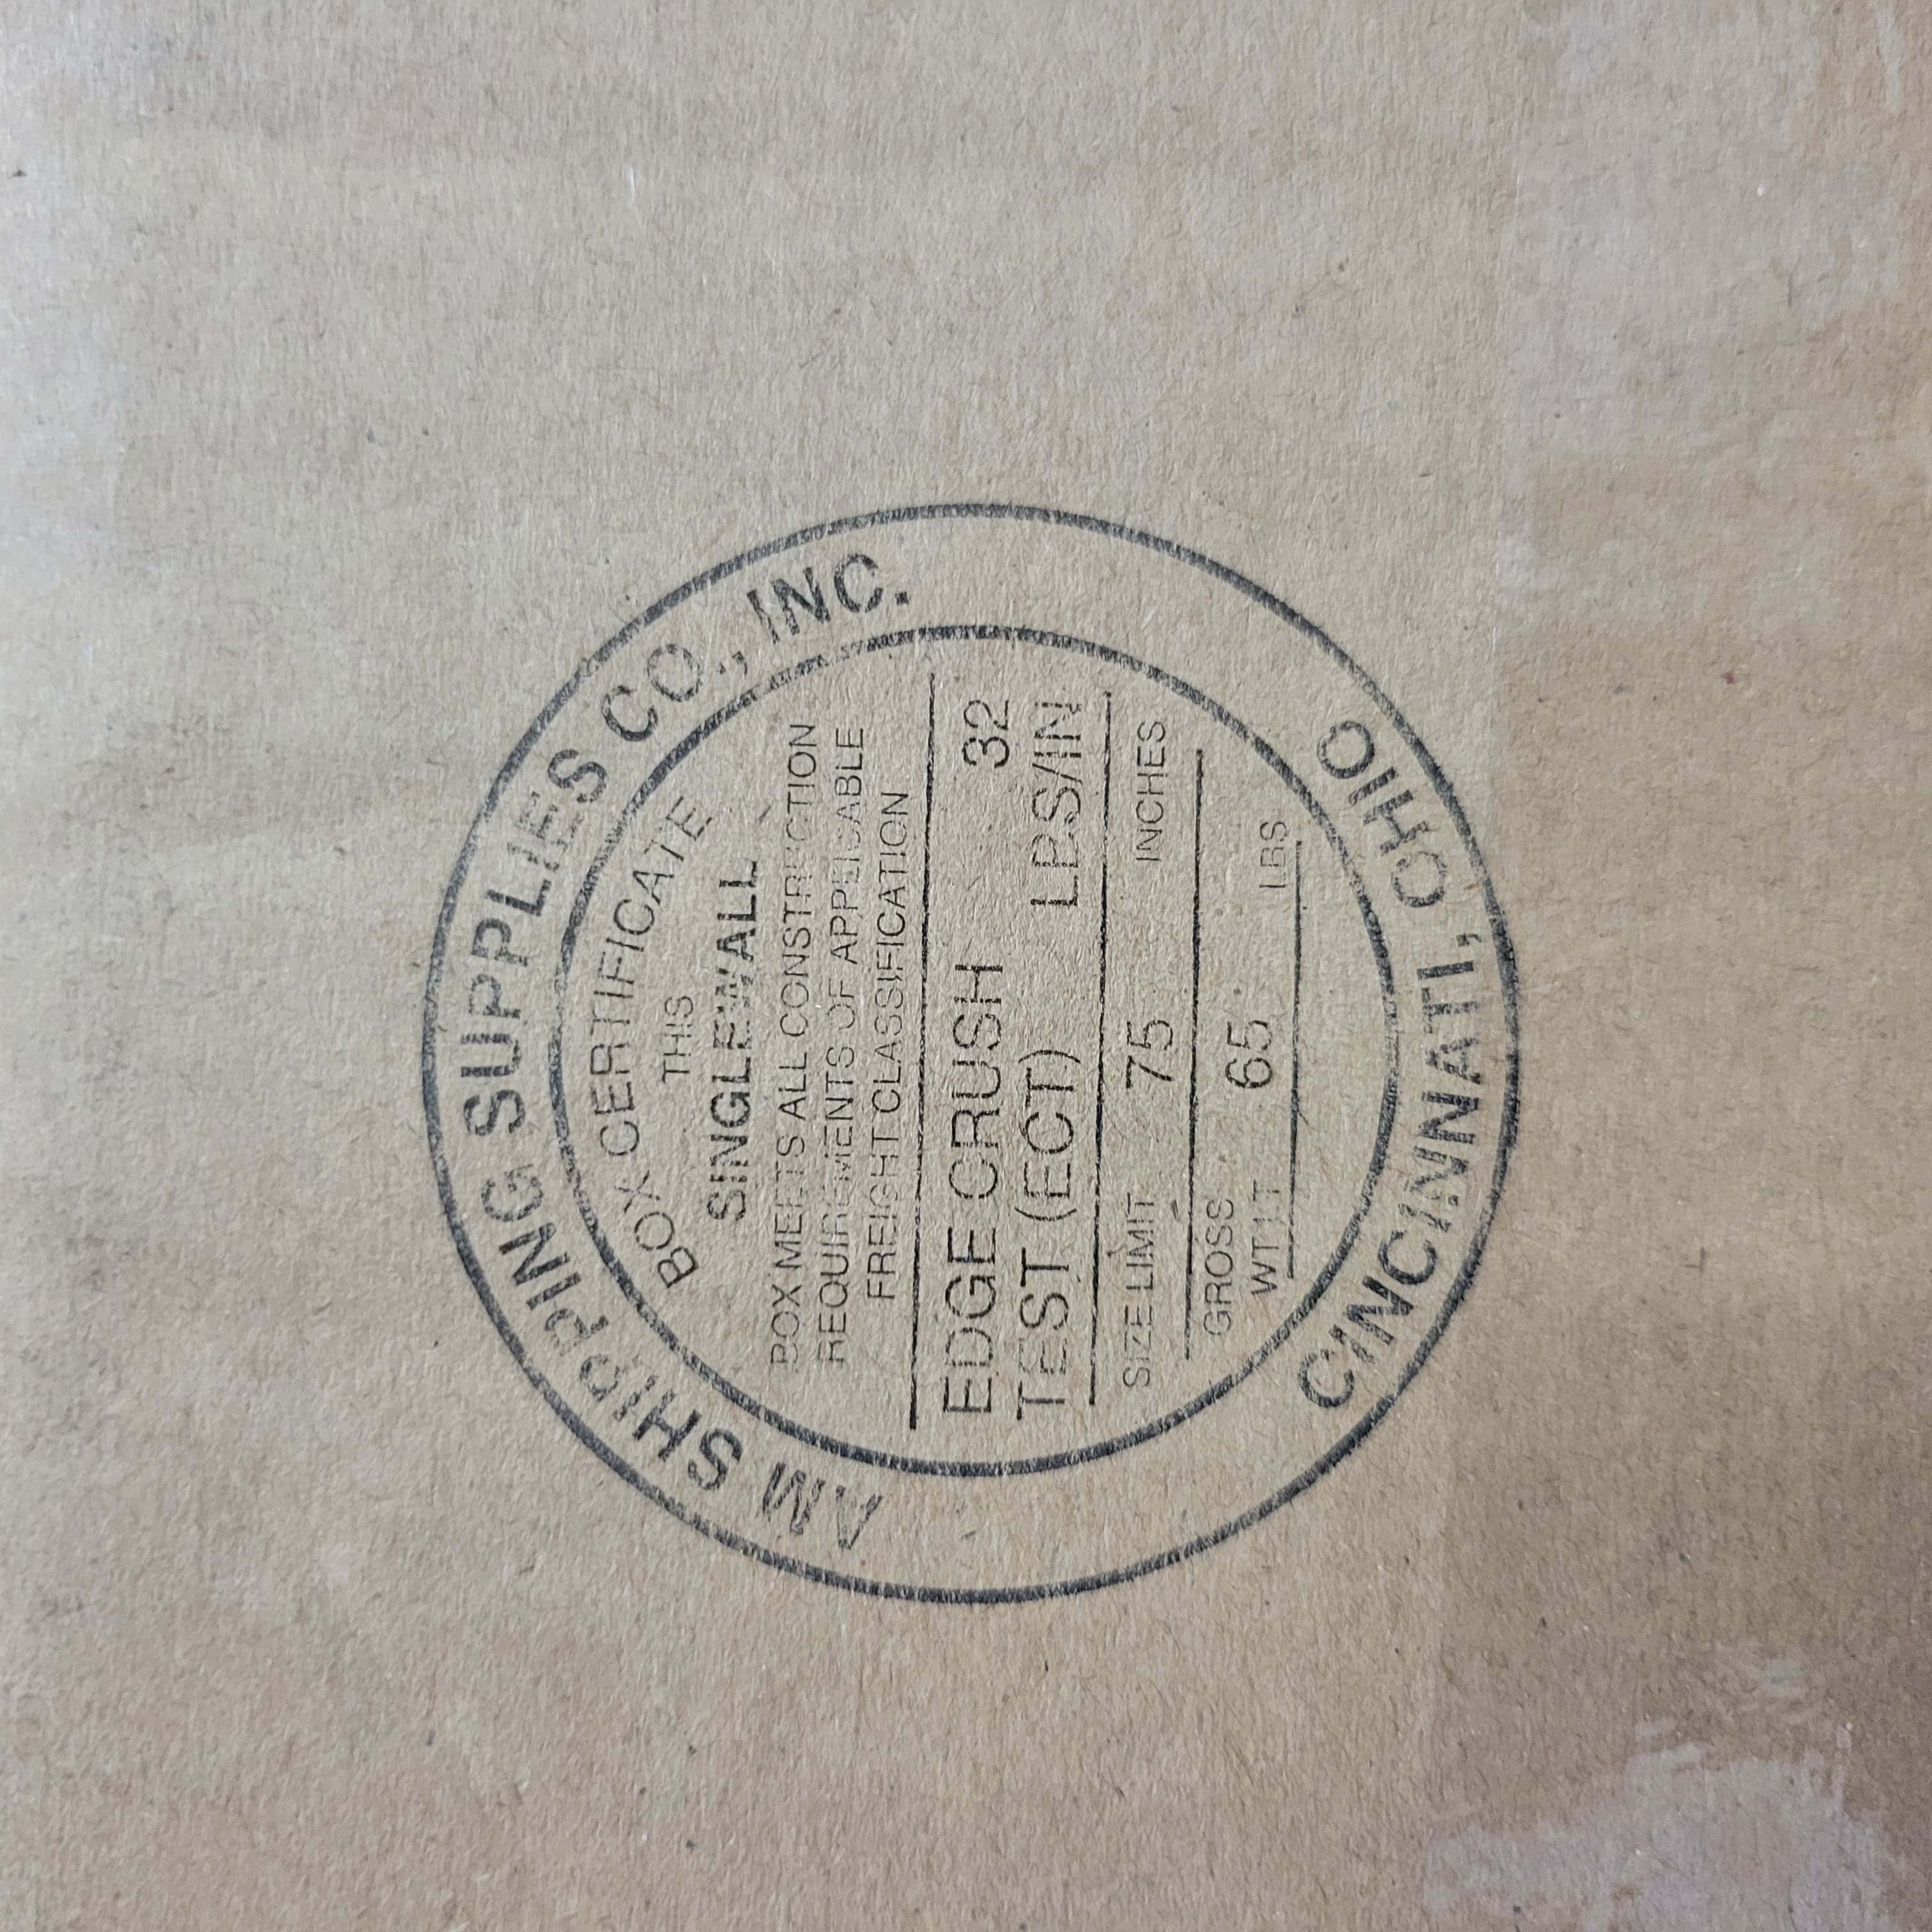 AM SHIPPING SUPPLIES CO., INC.
BOX CERTIFICATE
THIS
SINGLEWALL
BOX MEETS ALL CONSTRUCTION
REQUIREMENTS OF APPLICABLE
FREIGHT CLASSIFICATION
EDGE CRUSH 32
TEST (ECT) LBS/IN
SIZE LIMIT 75 INCHES
GROSS
WT LT 65 LBS
CINCINNATI, OHIO